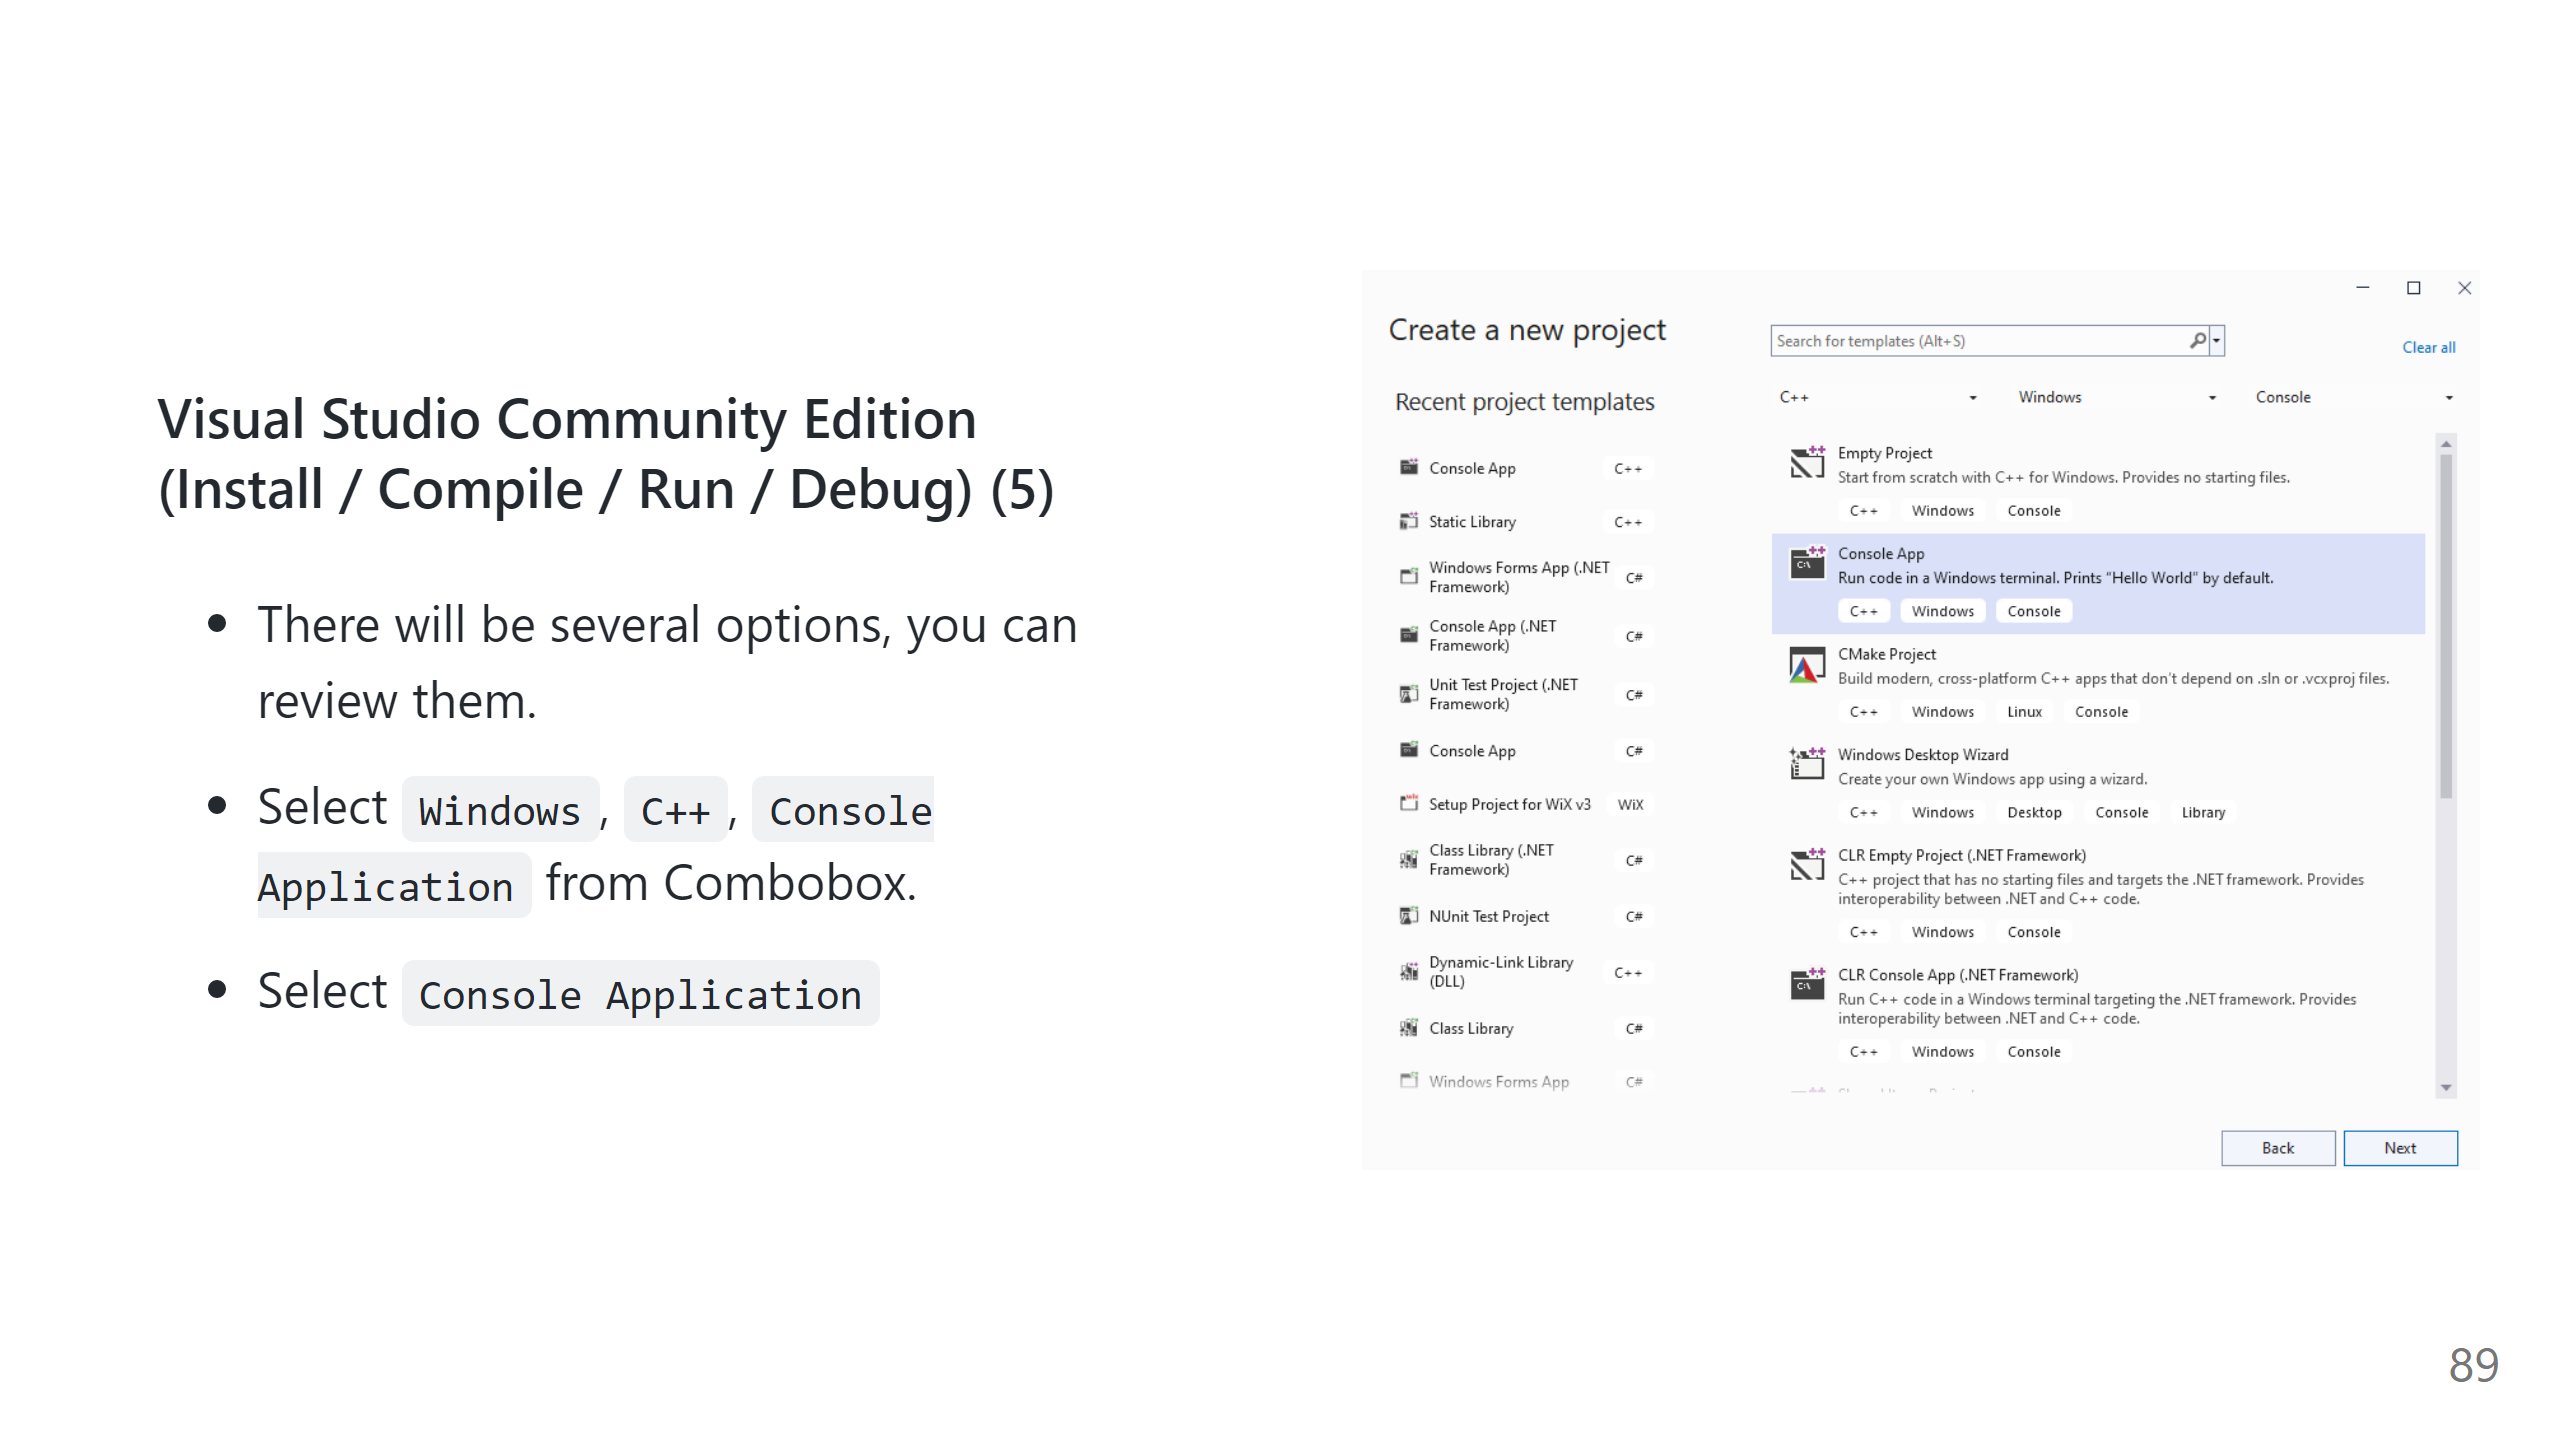 Visual Studio Community Edition
(Install / Compile / Run / Debug) (5)
• There will be several options, you can
review them.
• Select Windows, C++, Console
Application from Combobox.
• Select Console Application
Create a new project
Recent project templates
Console App C++
Static Library C++
Windows Forms App (.NET
Framework) C#
Console App (.NET
Framework) C#
Unit Test Project (.NET
Framework) C#
Console App C#
Setup Project for WiX v3 WiX
Class Library (.NET
Framework) C#
NUnit Test Project C#
Dynamic-Link Library
(DLL) C++
Class Library C#
Windows Forms App C#
Search for templates (Alt+S)
Clear all
C++ Windows Console
Empty Project
Start from scratch with C++ for Windows. Provides no starting files.
C++ Windows Console
Console App
Run code in a Windows terminal. Prints "Hello World" by default.
C++ Windows Console
CMake Project
Build modern, cross-platform C++ apps that don't depend on .sln or .vcxproj files.
C++ Windows Linux Console
Windows Desktop Wizard
Create your own Windows app using a wizard.
C++ Windows Desktop Console Library
CLR Empty Project (.NET Framework)
C++ project that has no starting files and targets the .NET framework. Provides
interoperability between .NET and C++ code.
C++ Windows Console
CLR Console App (.NET Framework)
Run C++ code in a Windows terminal targeting the .NET framework. Provides
interoperability between .NET and C++ code.
C++ Windows Console
Back Next
89